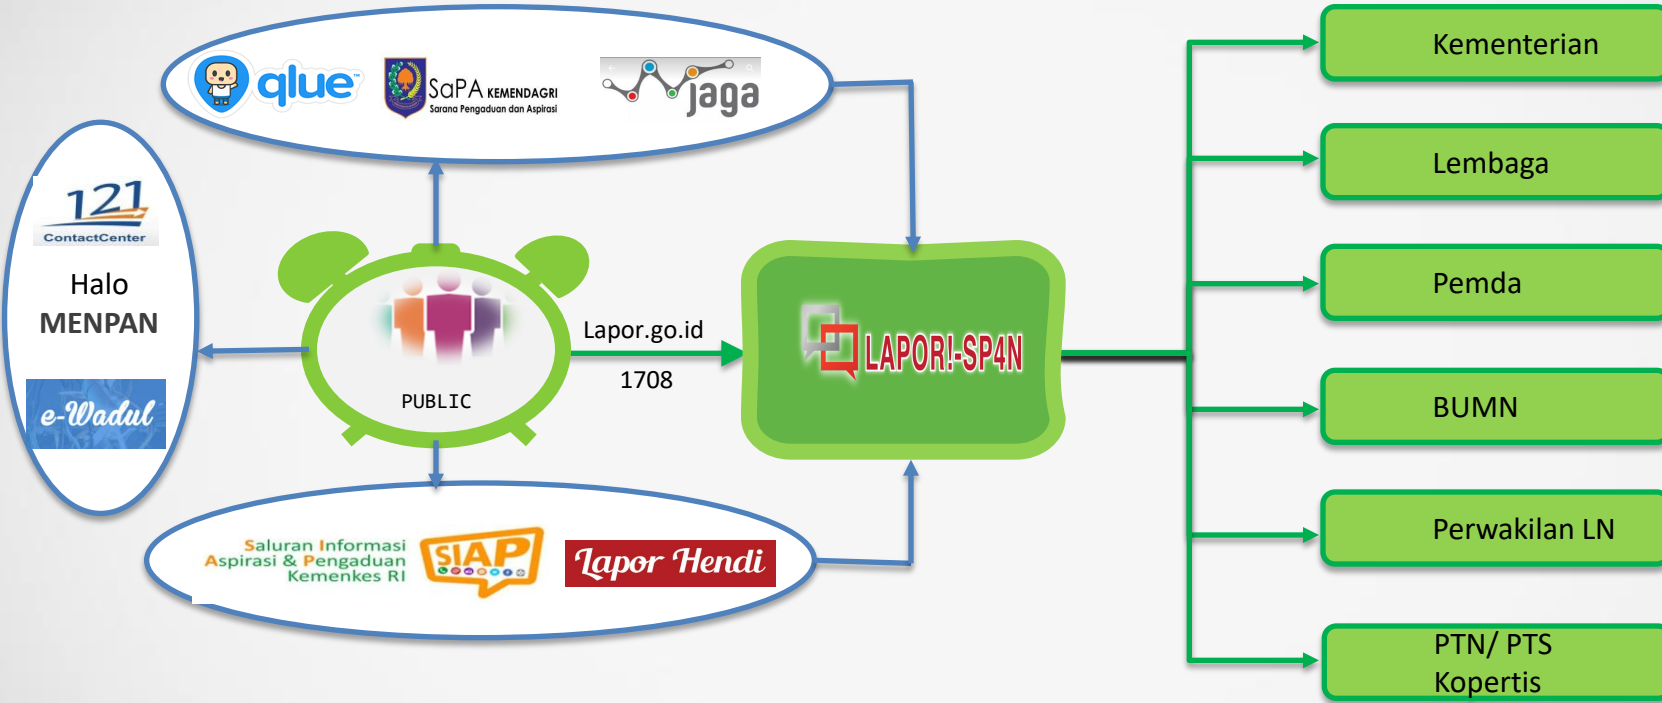 qlue™
SaPA KEMENDAGRI
Sarana Pengaduan dan Aspirasi
jaga
121
ContactCenter
Halo
MENPAN
e-Wadul
PUBLIC
Lapor.go.id
1708
LAPOR!-SP4N
Saluran Informasi
Aspirasi & Pengaduan
Kemenkes RI
SIAP
Lapor Hendi
Kementerian
Lembaga
Pemda
BUMN
Perwakilan LN
PTN/ PTS
Kopertis